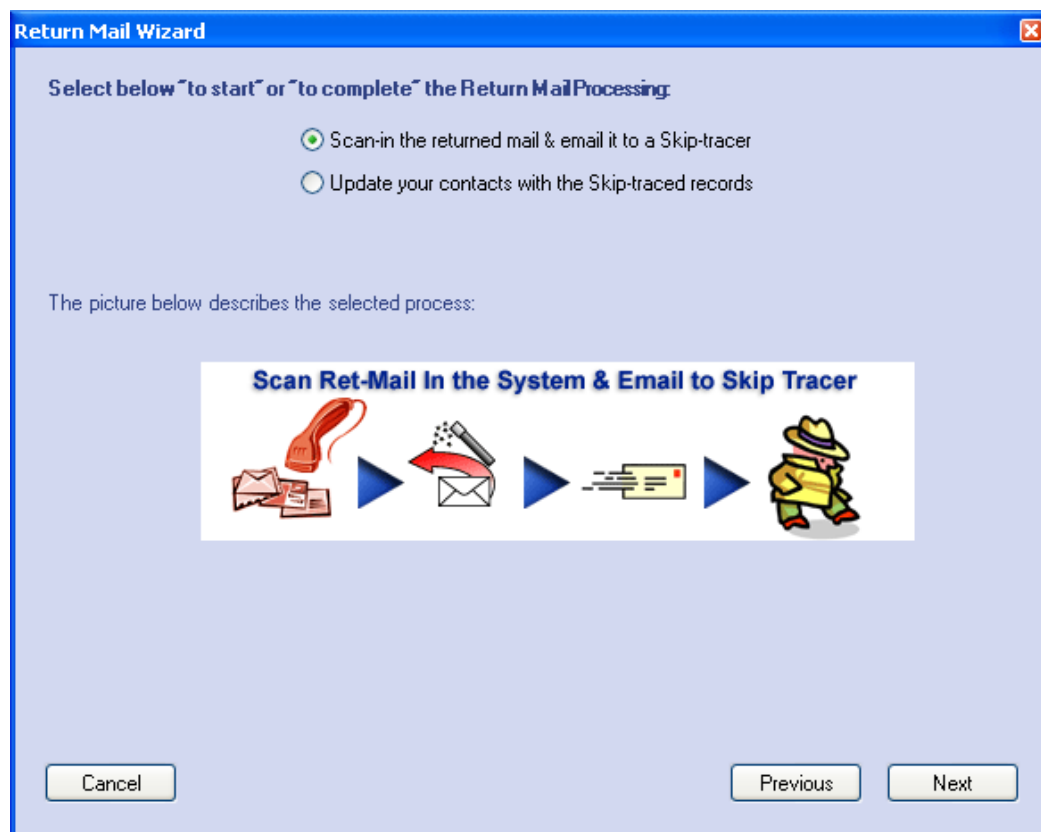 Return Mail Wizard
Select below "to start" or "to complete" the Return Mail Processing:
Scan-in the returned mail & email it to a Skip-tracer
Update your contacts with the Skip-traced records
The picture below describes the selected process:
Scan Ret-Mail In the System & Email to Skip Tracer
Cancel
Previous
Next